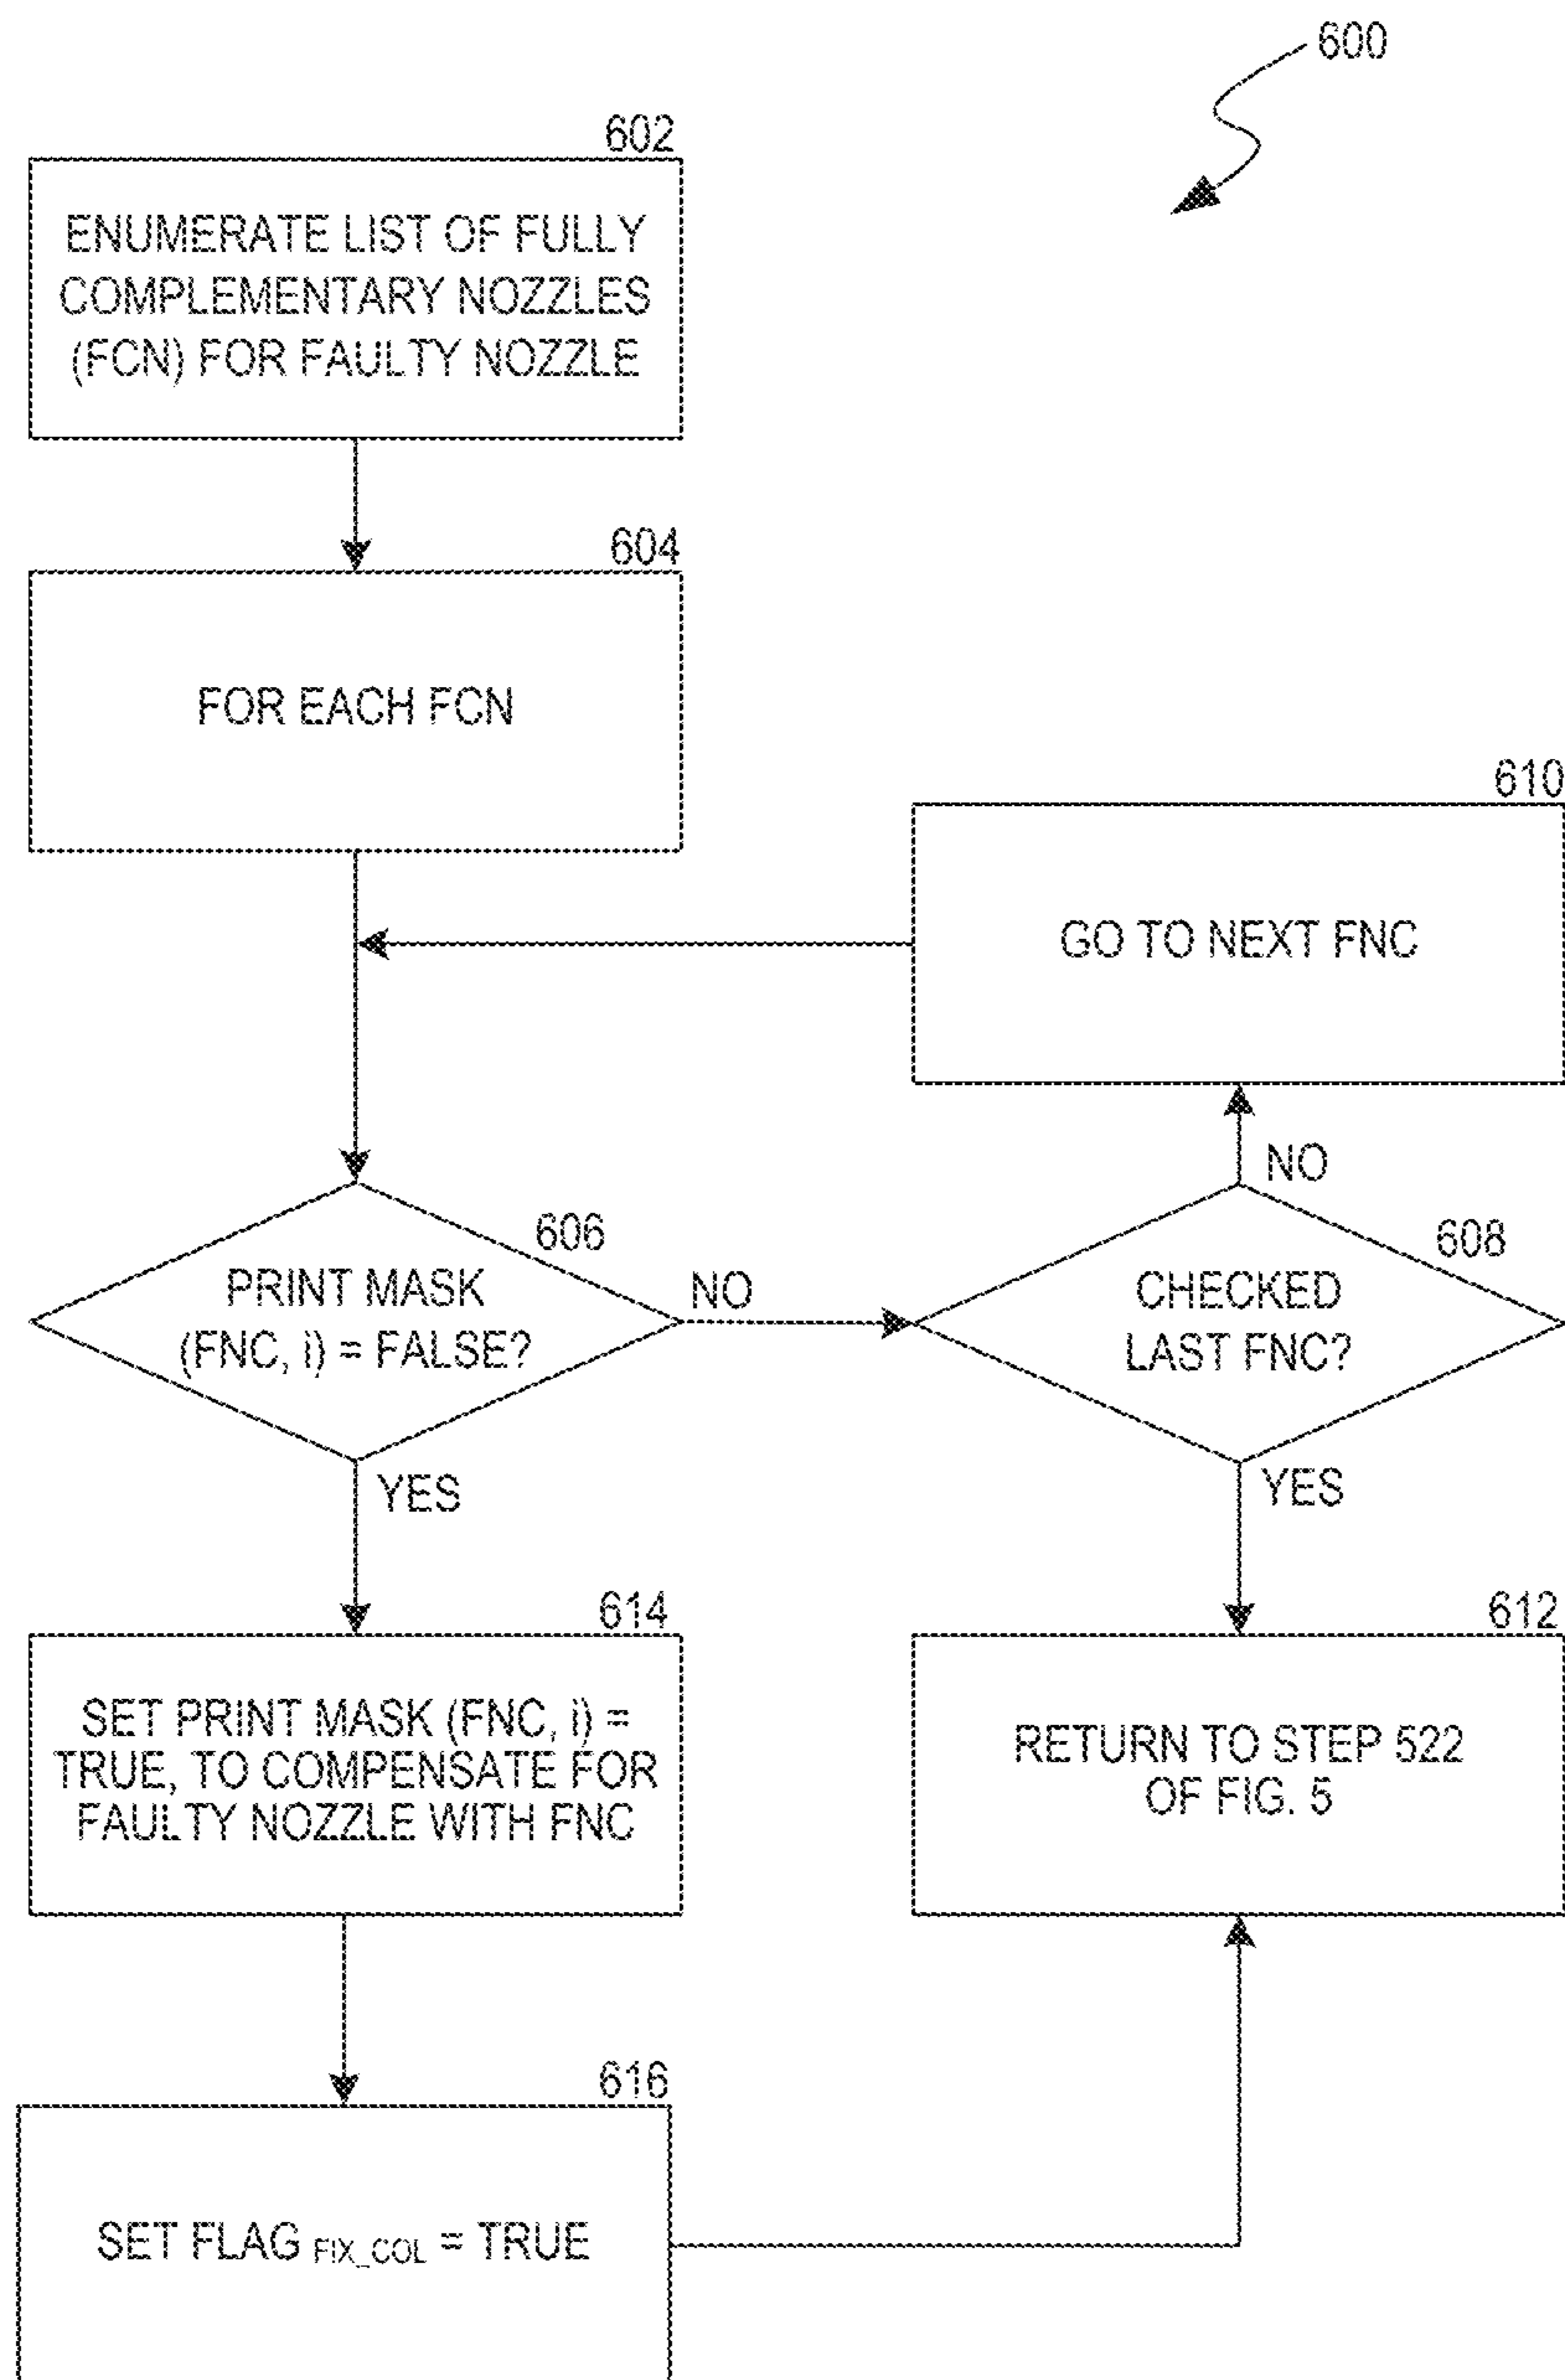 600
602
ENUMERATE LIST OF FULLY
COMPLEMENTARY NOZZLES
(FCN) FOR FAULTY NOZZLE
604
FOR EACH FCN
610
GO TO NEXT FNC
606
PRINT MASK
(FNC, i) = FALSE?
NO
YES
608
CHECKED
LAST FNC?
NO
YES
614
SET PRINT MASK (FNC, i) =
TRUE, TO COMPENSATE FOR
FAULTY NOZZLE WITH FNC
612
RETURN TO STEP 522
OF FIG. 5
616
SET FLAG FIX_COL = TRUE